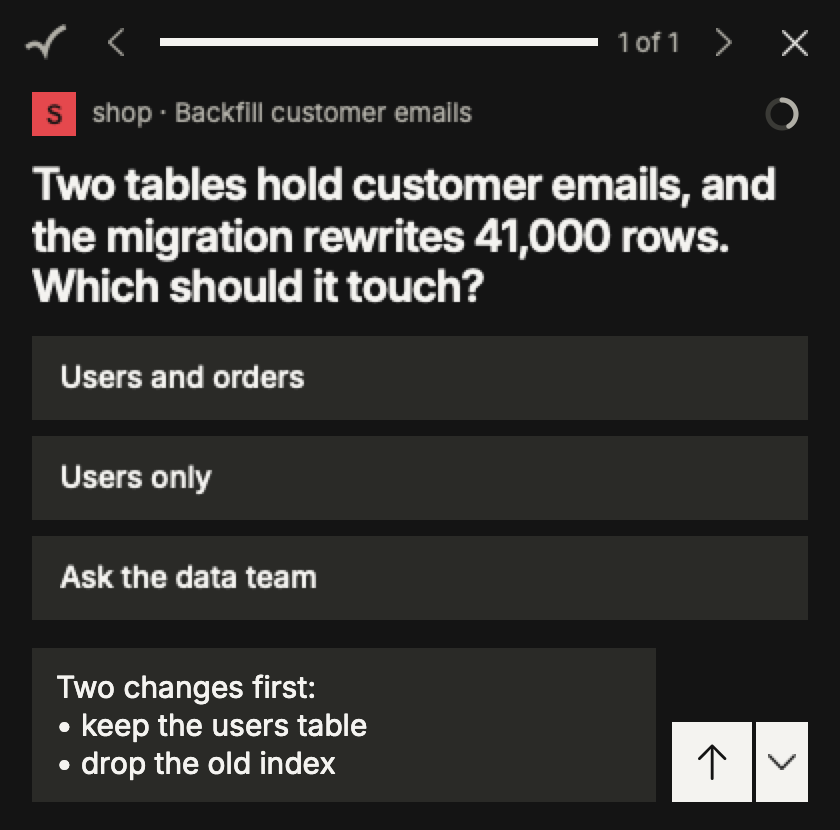 1 of 1
S
shop · Backfill customer emails
Two tables hold customer emails, and
the migration rewrites 41,000 rows.
Which should it touch?
Users and orders
Users only
Ask the data team
Two changes first:
• keep the users table
• drop the old index